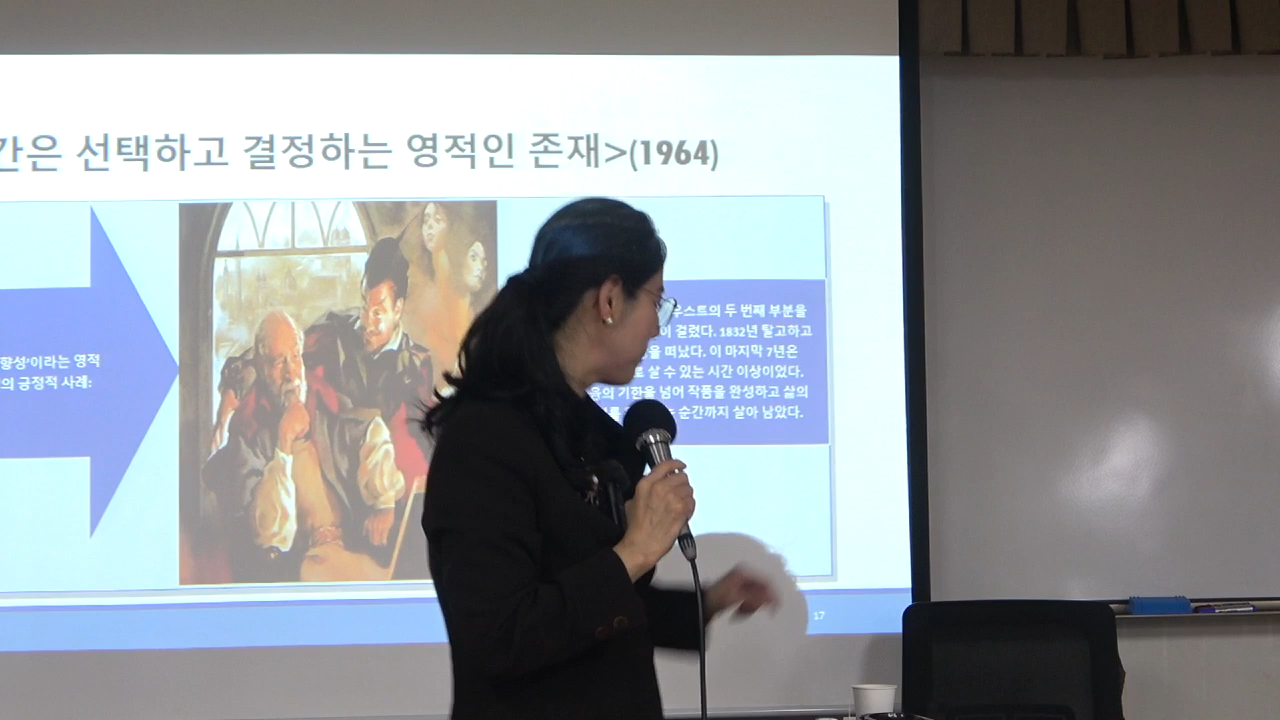 간은 선택하고 결정하는 영적인 존재>(1964)
향성'이라는 영적
의 긍정적 사례:
우스트의 두 번째 부분을
이 걸렸다. 1832년 탈고하고
을 떠났다. 이 마지막 7년은
로 살 수 있는 시간 이상이었다.
음의 기한을 넘어 작품을 완성하고 삶의
순간까지 살아 남았다.
17